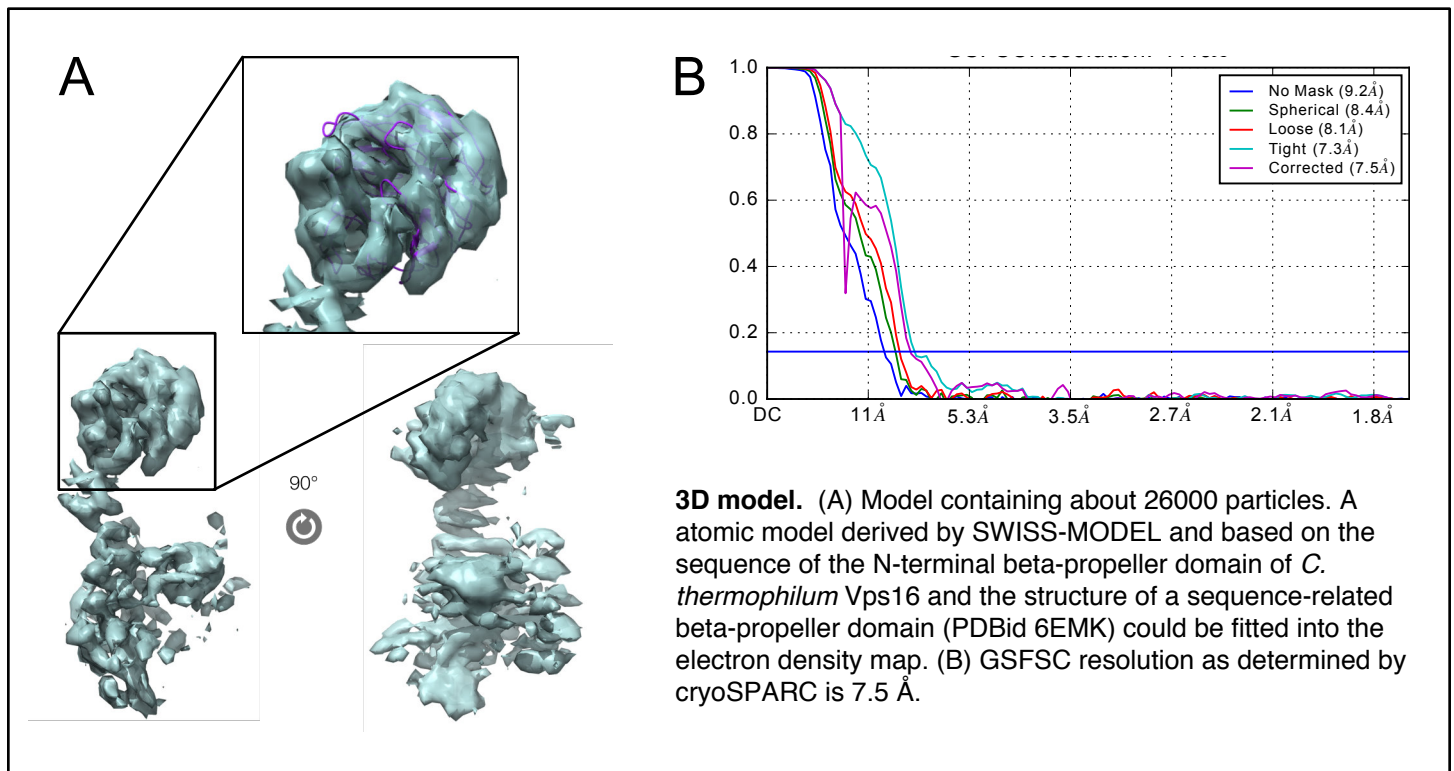 A
90°
B
1.0
0.8
0.6
0.4
0.2
0.0
DC
11Å
5.3Å
3.5Å
2.7Å
2.1Å
1.8Å
No Mask (9.2Å)
Spherical (8.4Å)
Loose (8.1Å)
Tight (7.3Å)
Corrected (7.5Å)
3D model. (A) Model containing about 26000 particles. A
atomic model derived by SWISS-MODEL and based on the
sequence of the N-terminal beta-propeller domain of C.
thermophilum Vps16 and the structure of a sequence-related
beta-propeller domain (PDBid 6EMK) could be fitted into the
electron density map. (B) GSFSC resolution as determined by
cryoSPARC is 7.5 Å.